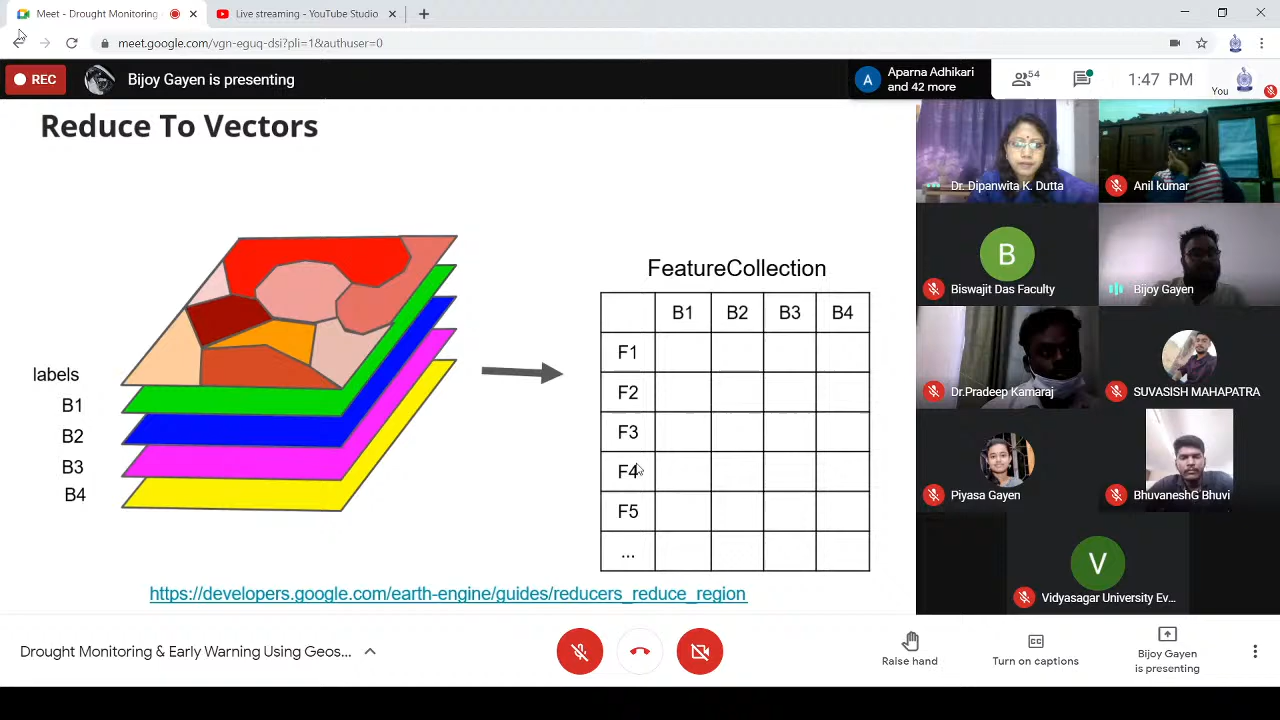 Meet - Drought Monitoring
Live streaming - YouTube Studio
meet.google.com/vgn-eguq-dsi?pli=1&authuser=0
REC
Bijoy Gayen is presenting
A
Aparna Adhikari
and 42 more
54
1:47 PM
You
Reduce To Vectors
labels
B1
B2
B3
B4
FeatureCollection
B1 B2 B3 B4
F1
F2
F3
F4
F5
...
https://developers.google.com/earth-engine/guides/reducers_reduce_region
Dr. Dipanwita K. Dutta
Anil kumar
B
Biswajit Das Faculty
Bijoy Gayen
Dr.Pradeep Kamaraj
SUVASISH MAHAPATRA
Piyasa Gayen
BhuvaneshG Bhuvi
V
Vidyasagar University Ev...
Drought Monitoring & Early Warning Using Geos...
Raise hand
CC
Turn on captions
Bijoy Gayen
is presenting